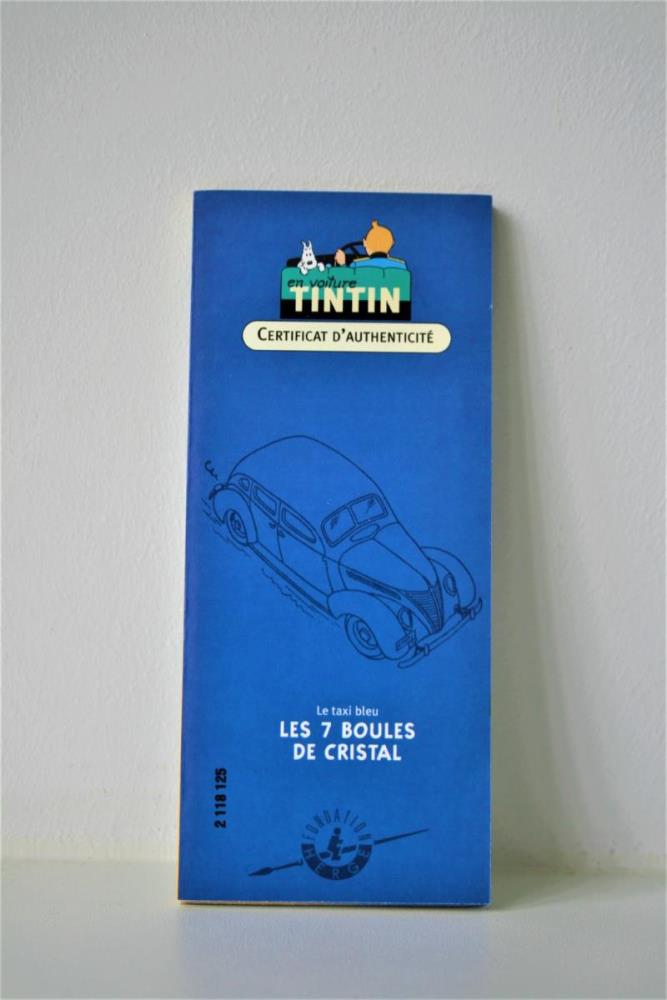 en voiture
TINTIN
CERTIFICAT D'AUTHENTICITÉ
Le taxi bleu
LES 7 BOULES
DE CRISTAL
2 118 125
FONDATION
HERGÉ